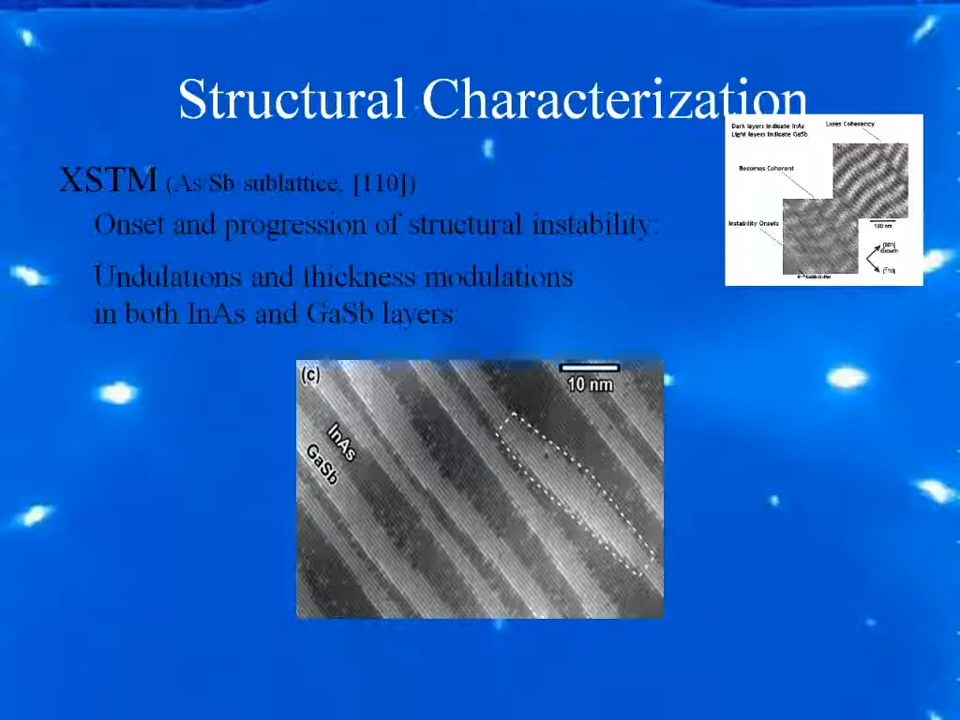 Structural Characterization
XSTM (As/Sb sublattice, [110])
Onset and progression of structural instability:
Undulations and thickness modulations
in both InAs and GaSb layers:
Dark layers indicate InAs
Light layers indicate GaSb
Loses Coherency
Becomes Coherent
Instability Onsets
100 nm
[001]
Growth
(c)
10 nm
InAs
GaSb